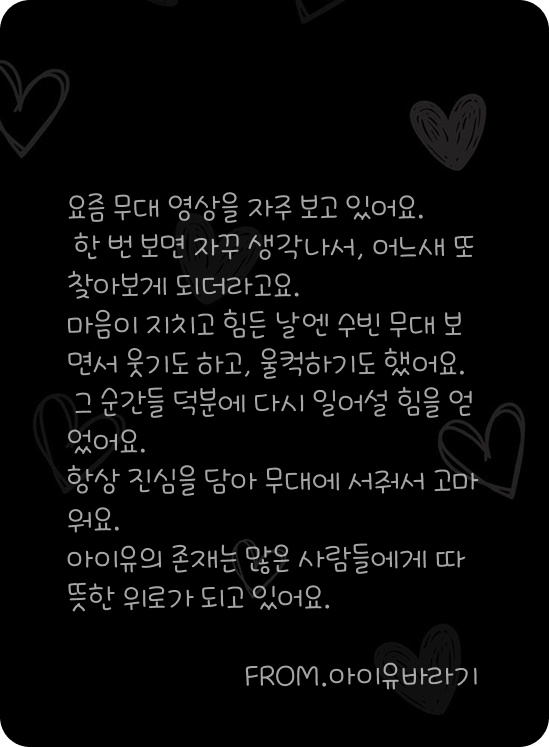 요즘 무대 영상을 자주 보고 있어요.
한 번 보면 자꾸 생각나서, 어느새 또
찾아보게 되더라고요.
마음이 지치고 힘든 날엔 수빈 무대 보
면서 웃기도 하고, 울컥하기도 했어요.
그 순간들 덕분에 다시 일어설 힘을 얻
었어요.
항상 진심을 담아 무대에 서줘서 고마
워요.
아이유의 존재는 많은 사람들에게 따
뜻한 위로가 되고 있어요.
FROM.아이유바라기